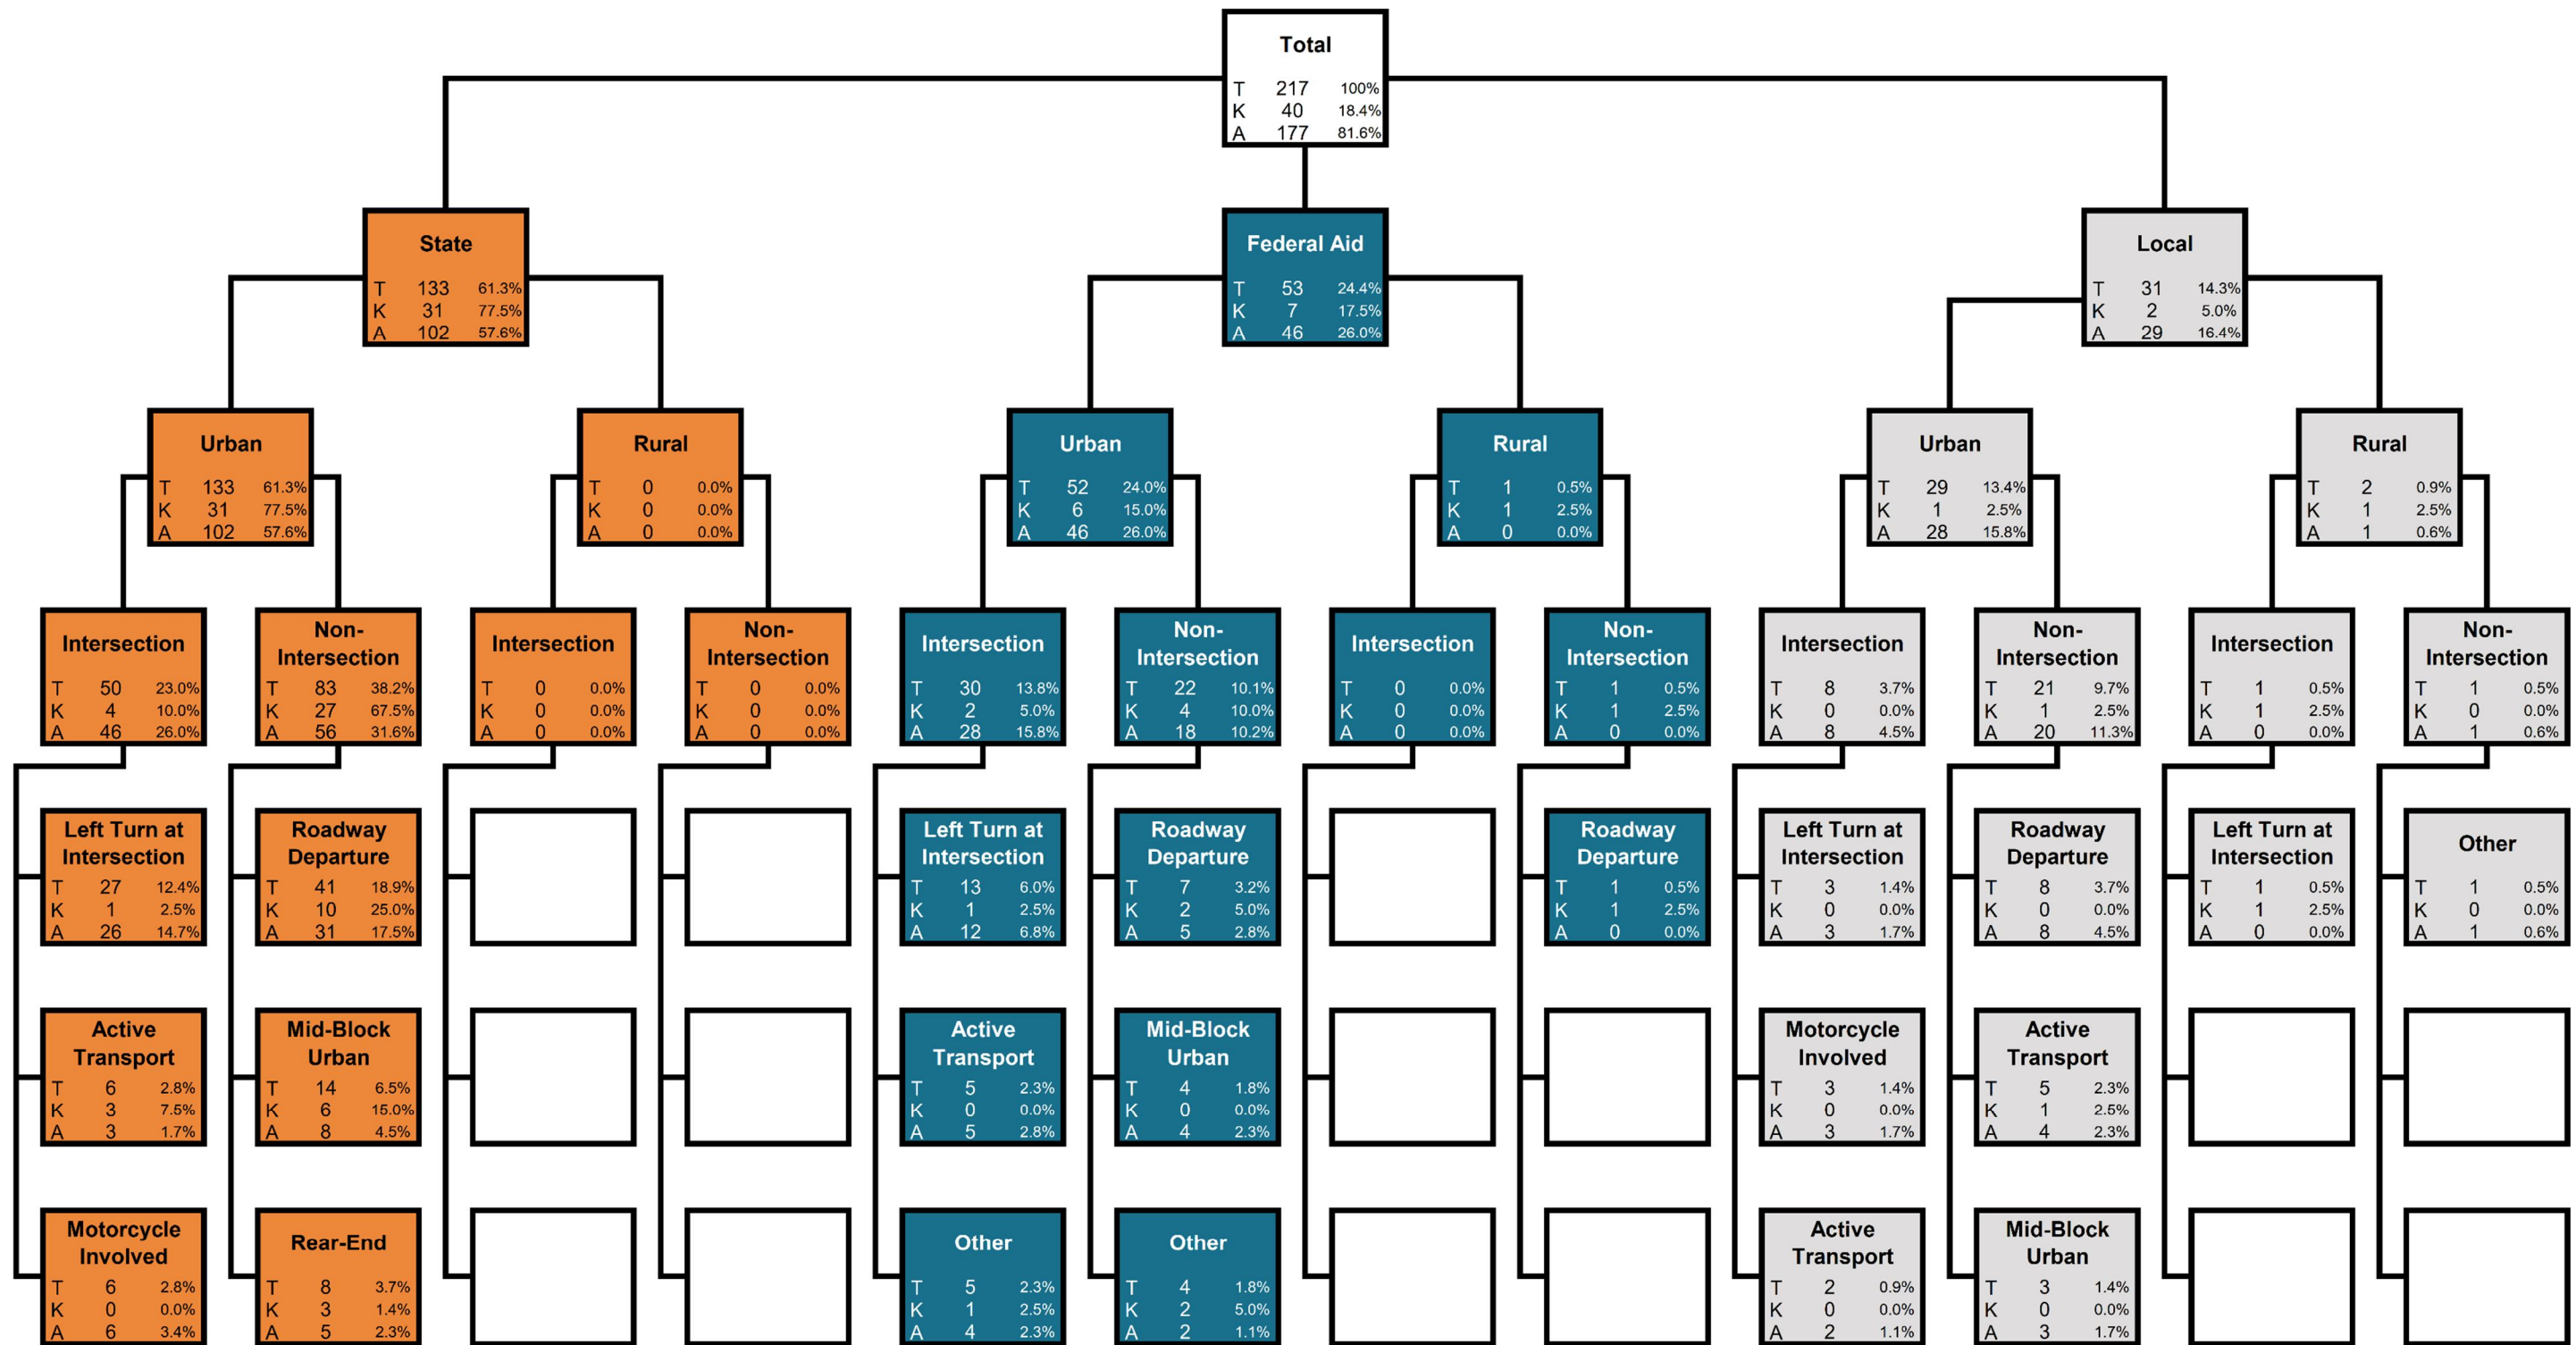 Total
T 217 100%
K 40 18.4%
A 177 81.6%
State
T 133 61.3%
K 31 77.5%
A 102 57.6%
Federal Aid
T 53 24.4%
K 7 17.5%
A 46 26.0%
Local
T 31 14.3%
K 2 5.0%
A 29 16.4%
Urban
T 133 61.3%
K 31 77.5%
A 102 57.6%
Rural
T 0 0.0%
K 0 0.0%
A 0 0.0%
Urban
T 52 24.0%
K 6 15.0%
A 46 26.0%
Rural
T 1 0.5%
K 1 2.5%
A 0 0.0%
Urban
T 29 13.4%
K 1 2.5%
A 28 15.8%
Rural
T 2 0.9%
K 1 2.5%
A 1 0.6%
Intersection
T 50 23.0%
K 4 10.0%
A 46 26.0%
Non-
Intersection
T 83 38.2%
K 27 67.5%
A 56 31.6%
Intersection
T 0 0.0%
K 0 0.0%
A 0 0.0%
Non-
Intersection
T 0 0.0%
K 0 0.0%
A 0 0.0%
Intersection
T 30 13.8%
K 2 5.0%
A 28 15.8%
Non-
Intersection
T 22 10.1%
K 4 10.0%
A 18 10.2%
Intersection
T 0 0.0%
K 0 0.0%
A 0 0.0%
Non-
Intersection
T 1 0.5%
K 1 2.5%
A 0 0.0%
Intersection
T 8 3.7%
K 0 0.0%
A 8 4.5%
Non-
Intersection
T 21 9.7%
K 1 2.5%
A 20 11.3%
Intersection
T 1 0.5%
K 1 2.5%
A 0 0.0%
Non-
Intersection
T 1 0.5%
K 0 0.0%
A 1 0.6%
Left Turn at
Intersection
T 27 12.4%
K 1 2.5%
A 26 14.7%
Roadway
Departure
T 41 18.9%
K 10 25.0%
A 31 17.5%
Left Turn at
Intersection
T 13 6.0%
K 1 2.5%
A 12 6.8%
Roadway
Departure
T 7 3.2%
K 2 5.0%
A 5 2.8%
Roadway
Departure
T 1 0.5%
K 1 2.5%
A 0 0.0%
Left Turn at
Intersection
T 3 1.4%
K 0 0.0%
A 3 1.7%
Roadway
Departure
T 8 3.7%
K 0 0.0%
A 8 4.5%
Left Turn at
Intersection
T 1 0.5%
K 1 2.5%
A 0 0.0%
Other
T 1 0.5%
K 0 0.0%
A 1 0.6%
Active
Transport
T 6 2.8%
K 3 7.5%
A 3 1.7%
Mid-Block
Urban
T 14 6.5%
K 6 15.0%
A 8 4.5%
Active
Transport
T 5 2.3%
K 0 0.0%
A 5 2.8%
Mid-Block
Urban
T 4 1.8%
K 0 0.0%
A 4 2.3%
Motorcycle
Involved
T 3 1.4%
K 0 0.0%
A 3 1.7%
Active
Transport
T 5 2.3%
K 1 2.5%
A 4 2.3%
Motorcycle
Involved
T 6 2.8%
K 0 0.0%
A 6 3.4%
Rear-End
T 8 3.7%
K 3 1.4%
A 5 2.3%
Other
T 5 2.3%
K 1 2.5%
A 4 2.3%
Other
T 4 1.8%
K 2 5.0%
A 2 1.1%
Active
Transport
T 2 0.9%
K 0 0.0%
A 2 1.1%
Mid-Block
Urban
T 3 1.4%
K 0 0.0%
A 3 1.7%